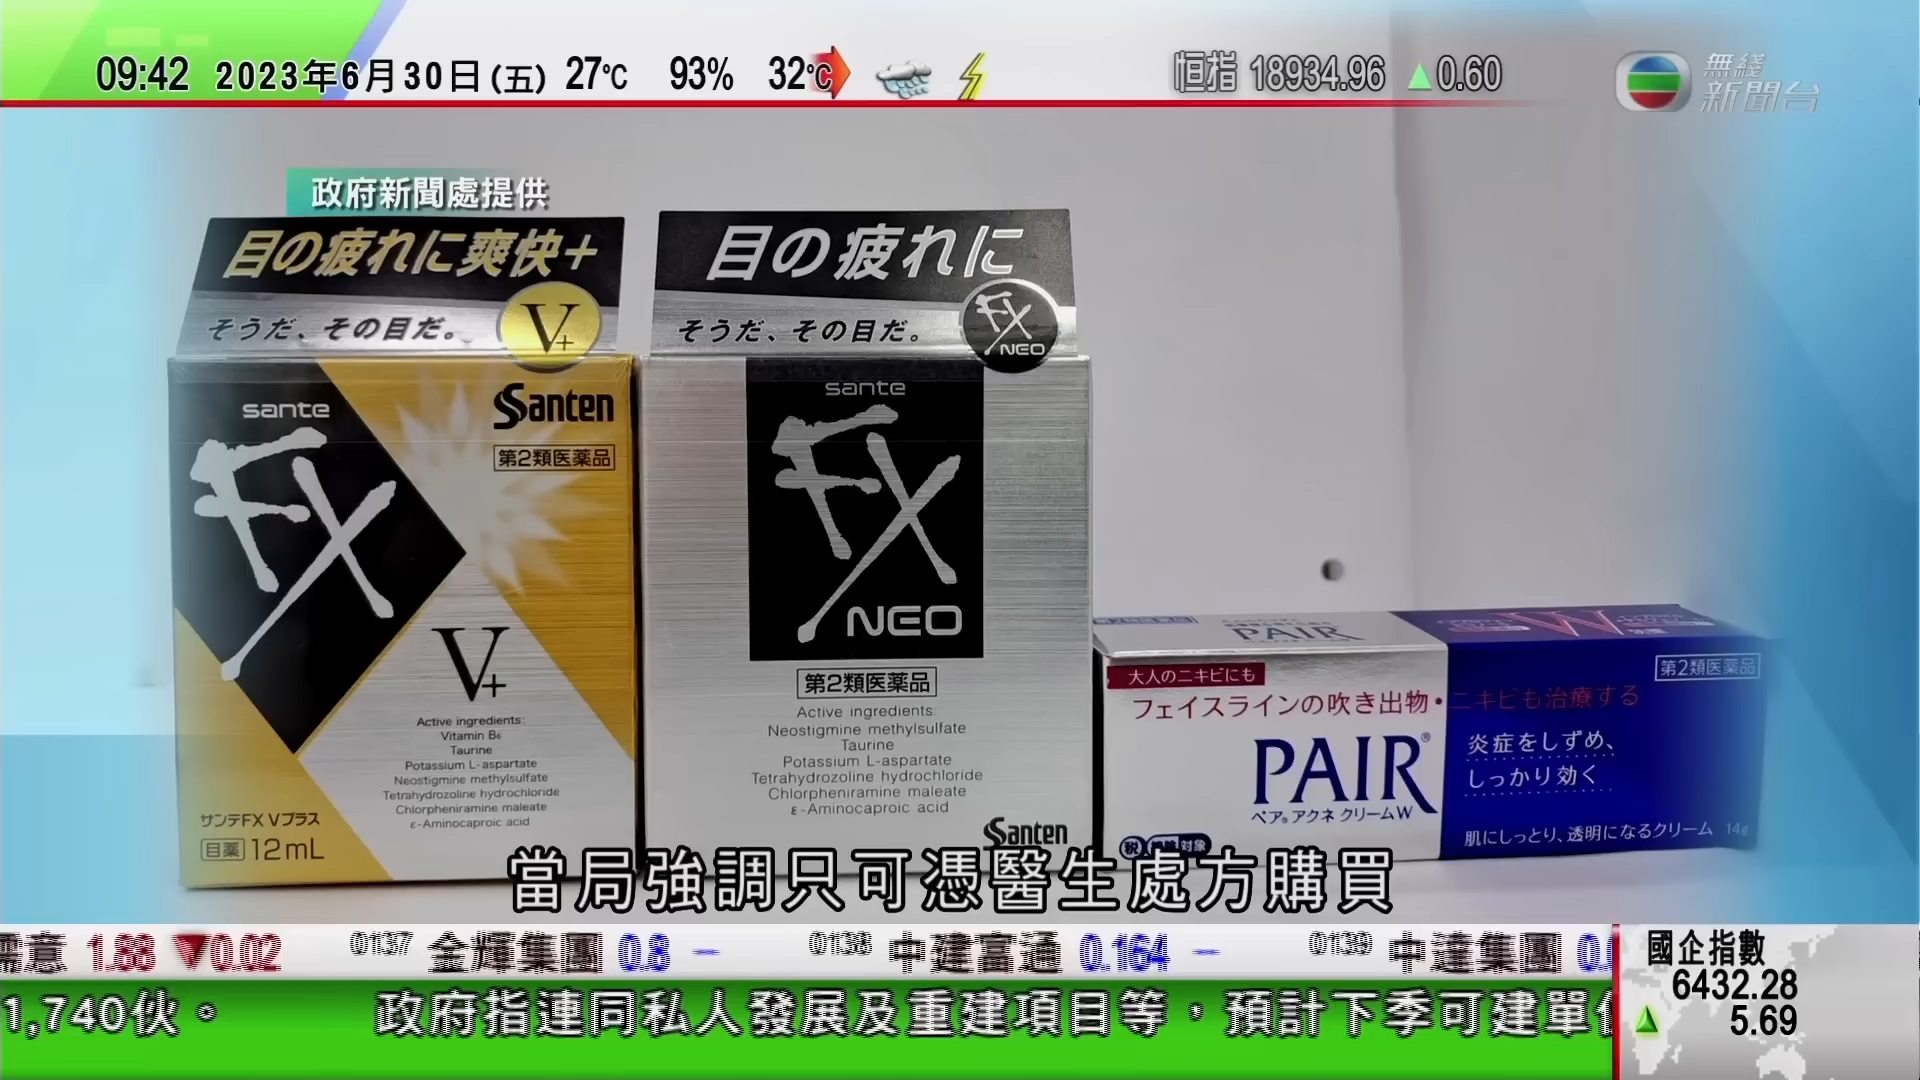 09:42 2023年6月30日(五) 27℃ 93% 32℃ 恒指 18934.96 ▲0.60
無綫
新聞台
政府新聞處提供
目の疲れに爽快+
そうだ、その目だ。
V+
sante
FX
Santen
第2類医薬品
V+
Active ingredients:
Vitamin B6
Taurine
Potassium L-aspartate
Neostigmine methylsulfate
Tetrahydrozoline hydrochloride
Chlorpheniramine maleate
ε-Aminocaproic acid
サンテFX Vプラス
目薬 12mL
目の疲れに
そうだ、その目だ。
FX
NEO
sante
FX
NEO
第2類医薬品
Active ingredients:
Neostigmine methylsulfate
Taurine
Potassium L-aspartate
Tetrahydrozoline hydrochloride
Chlorpheniramine maleate
ε-Aminocaproic acid
Santen
PAIR
W
大人のニキビにも
第2類医薬品
フェイスラインの吹き出物・ニキビも治療する
PAIR®
ペア®アクネクリームW
炎症をしずめ、
しっかり効く
肌にしっとり、透明になるクリーム 14g
税 対象
當局強調只可憑醫生處方購買
需意 1.88 ▼0.02 0137 金輝集團 0.8 – 0138 中建富通 0.164 – 0139 中達集團 0.0
1,740伙。 政府指連同私人發展及重建項目等，預計下季可建單位
國企指數
6432.28
▲ 5.69